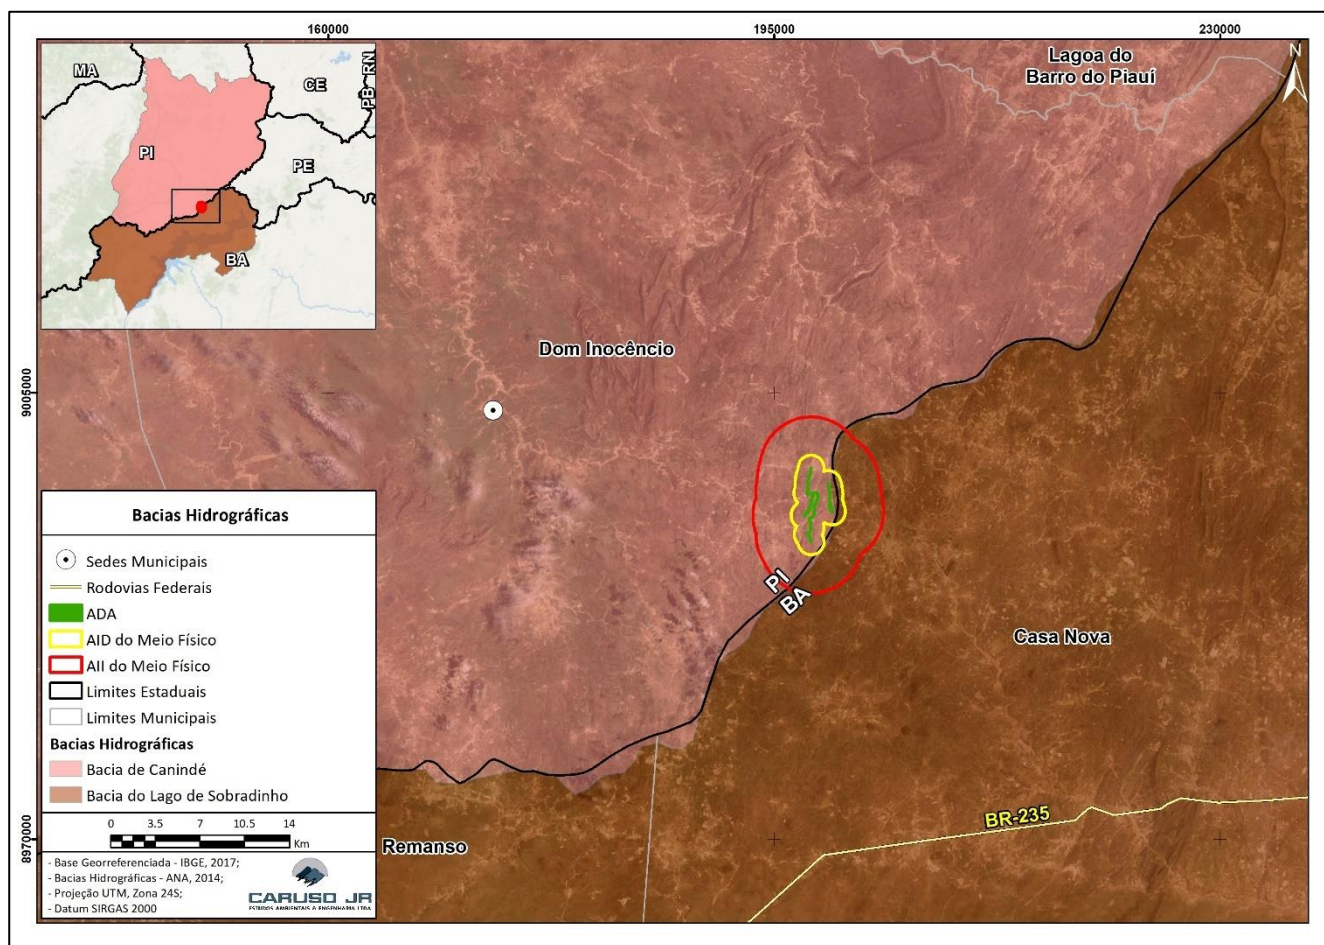 160000
195000
230000
MA
CE
PB
RN
PI
PE
BA
Lagoa do
Barro do Piauí
N
Dom Inocêncio
9005000
PI
BA
Casa Nova
Bacias Hidrográficas
Sedes Municipais
Rodovias Federais
ADA
AID do Meio Físico
AII do Meio Físico
Limites Estaduais
Limites Municipais
Bacias Hidrográficas
Bacia de Canindé
Bacia do Lago de Sobradinho
0 3.5 7 10.5 14
Km
BR-235
Remanso
8970000
- Base Georreferenciada - IBGE, 2017;
- Bacias Hidrográficas - ANA, 2014;
- Projeção UTM, Zona 24S;
- Datum SIRGAS 2000
CARUSO JR
ESTUDOS AMBIENTAIS & ENGENHARIA LTDA